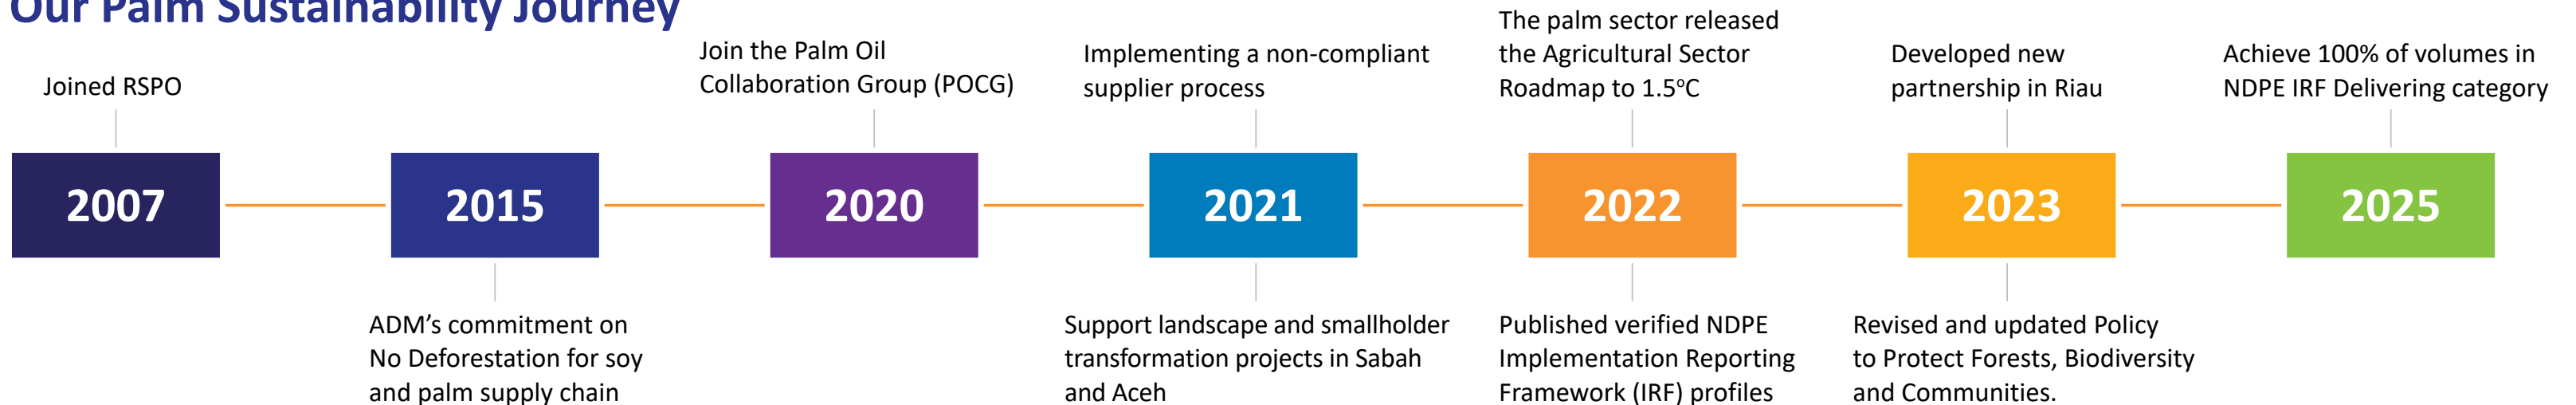 Our Palm Sustainability Journey
Joined RSPO
Join the Palm Oil
Collaboration Group (POCG)
Implementing a non-compliant
supplier process
The palm sector released
the Agricultural Sector
Roadmap to 1.5°C
Developed new
partnership in Riau
Achieve 100% of volumes in
NDPE IRF Delivering category
2007
2015
2020
2021
2022
2023
2025
ADM’s commitment on
No Deforestation for soy
and palm supply chain
Support landscape and smallholder
transformation projects in Sabah
and Aceh
Published verified NDPE
Implementation Reporting
Framework (IRF) profiles
Revised and updated Policy
to Protect Forests, Biodiversity
and Communities.